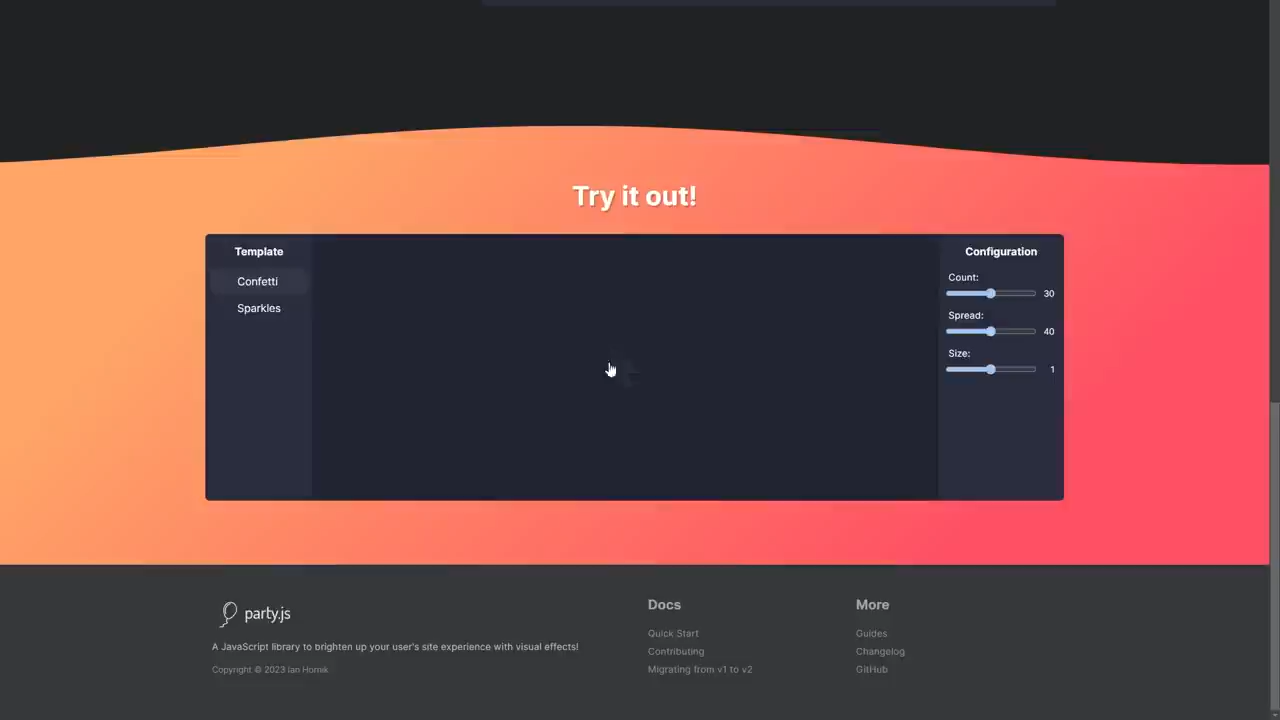 Try it out!
Template
Confetti
Sparkles
Configuration
Count:
30
Spread:
40
Size:
1
party.js
A JavaScript library to brighten up your user's site experience with visual effects!
Copyright © 2023 Ian Hornik
Docs
Quick Start
Contributing
Migrating from v1 to v2
More
Guides
Changelog
GitHub